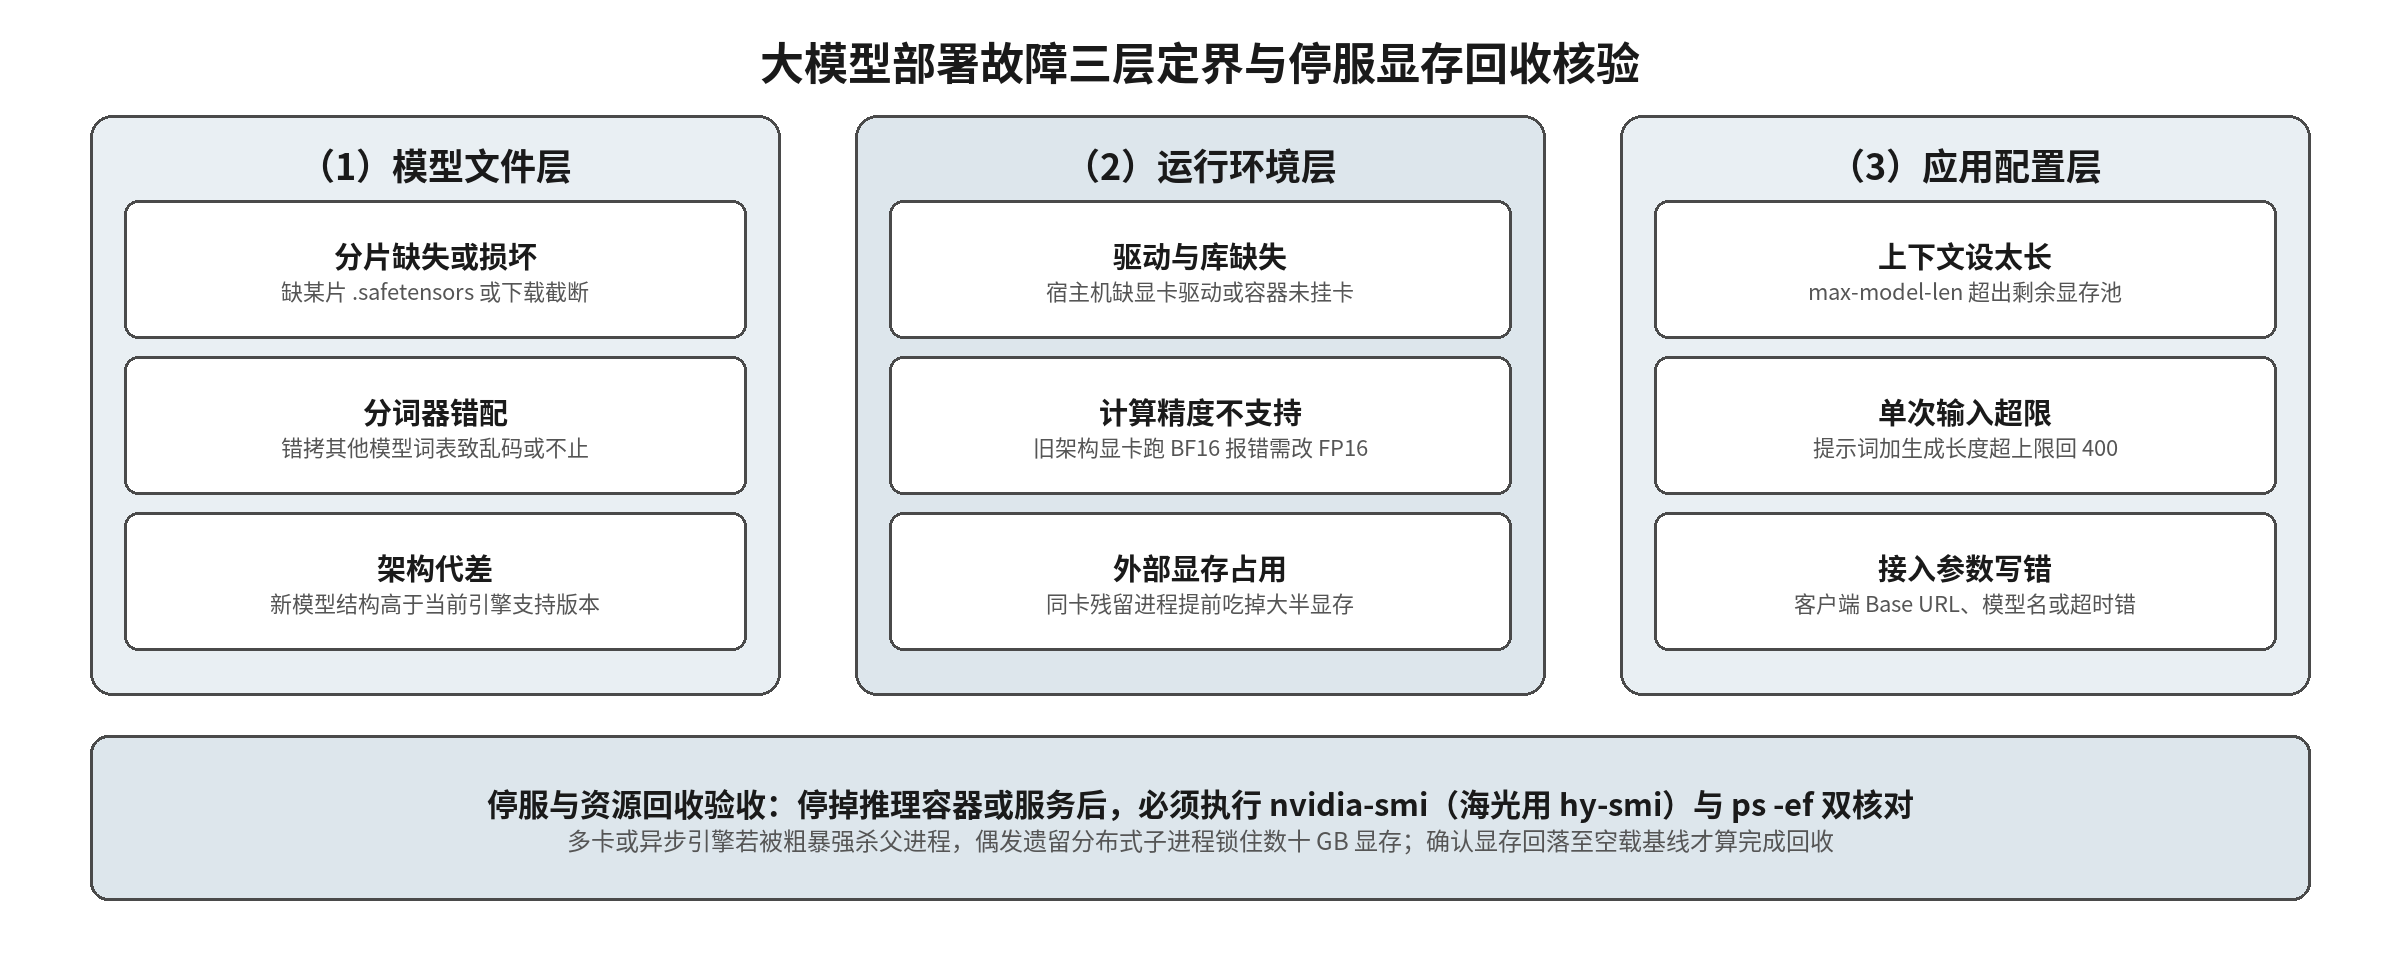 大模型部署故障三层定界与停服显存回收核验
（1）模型文件层
分片缺失或损坏
缺某片 .safetensors 或下载截断
分词器错配
错拷其他模型词表致乱码或不止
架构代差
新模型结构高于当前引擎支持版本
（2）运行环境层
驱动与库缺失
宿主机缺显卡驱动或容器未挂卡
计算精度不支持
旧架构显卡跑 BF16 报错需改 FP16
外部显存占用
同卡残留进程提前吃掉大半显存
（3）应用配置层
上下文设太长
max-model-len 超出剩余显存池
单次输入超限
提示词加生成长度超上限回 400
接入参数写错
客户端 Base URL、模型名或超时错
停服与资源回收验收：停掉推理容器或服务后，必须执行 nvidia-smi（海光用 hy-smi）与 ps -ef 双核对
多卡或异步引擎若被粗暴强杀父进程，偶发遗留分布式子进程锁住数十 GB 显存；确认显存回落至空载基线才算完成回收